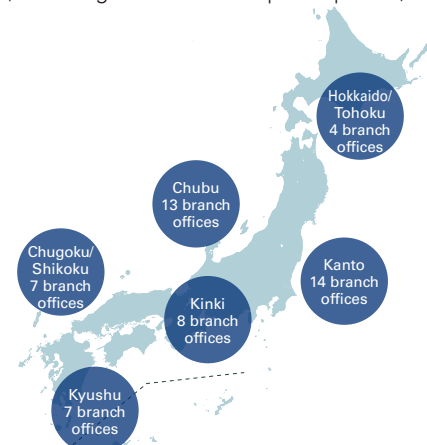 Hokkaido/
Tohoku
4 branch
offices
Chubu
13 branch
offices
Chugoku/
Shikoku
7 branch
offices
Kanto
14 branch
offices
Kinki
8 branch
offices
Kyushu
7 branch
offices